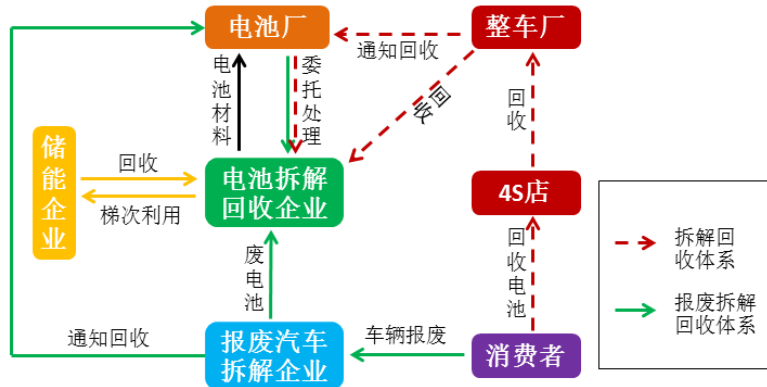 电池厂
整车厂
通知回收
电池材料
委托处理
回收
回收
储能企业
回收
梯次利用
电池拆解
回收企业
4S店
拆解回
收体系
废电池
回收电池
报废拆解
回收体系
通知回收
报废汽车
拆解企业
车辆报废
消费者